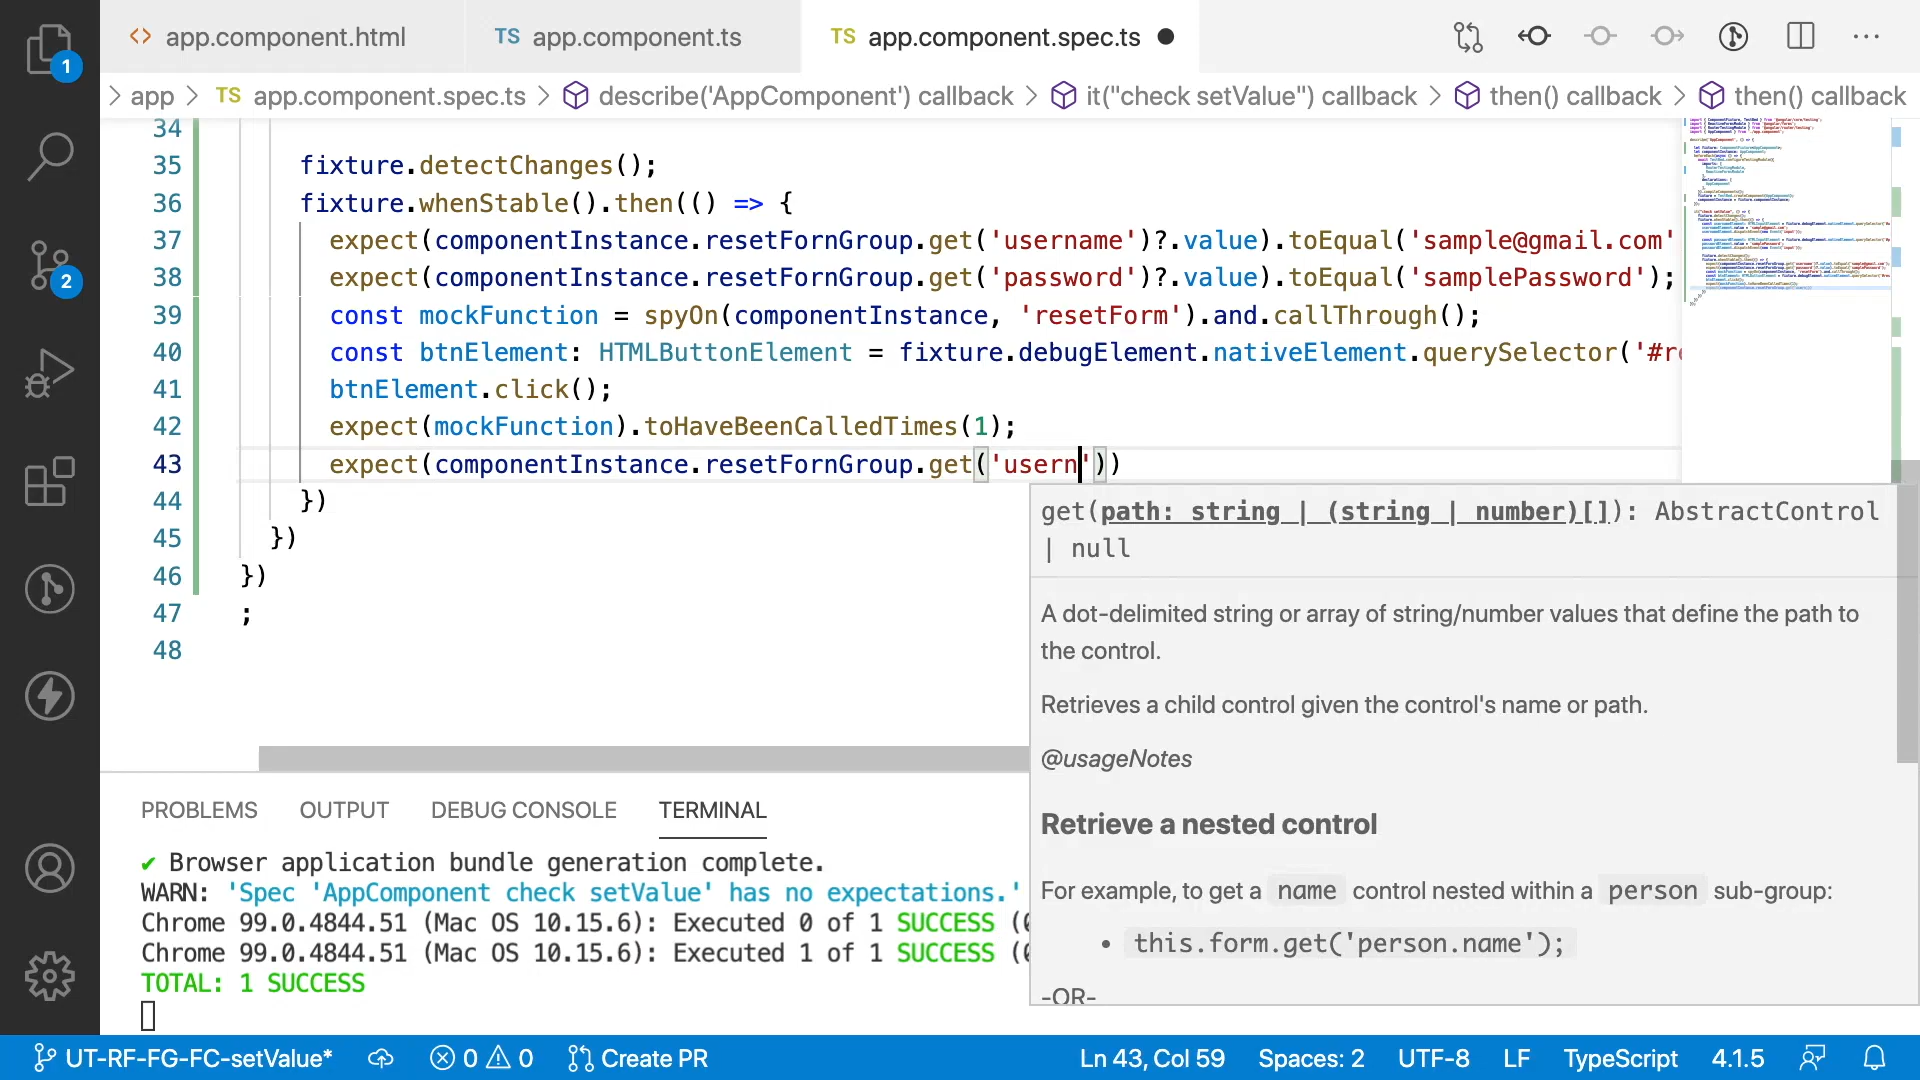 1
<> app.component.html
TS app.component.ts
TS app.component.spec.ts ●
> app > TS app.component.spec.ts > describe('AppComponent') callback > it("check setValue") callback > then() callback > then() callback
34
35 fixture.detectChanges();
36 fixture.whenStable().then(() => {
37 expect(componentInstance.resetFornGroup.get('username')?.value).toEqual('sample@gmail.com'
38 expect(componentInstance.resetFornGroup.get('password')?.value).toEqual('samplePassword');
39 const mockFunction = spyOn(componentInstance, 'resetForm').and.callThrough();
40 const btnElement: HTMLButtonElement = fixture.debugElement.nativeElement.querySelector('#re
41 btnElement.click();
42 expect(mockFunction).toHaveBeenCalledTimes(1);
43 expect(componentInstance.resetFornGroup.get('usern'))
44 })
45 })
46 })
47 ;
48
2
get(path: string | (string | number)[]): AbstractControl
| null
A dot-delimited string or array of string/number values that define the path to
the control.
Retrieves a child control given the control's name or path.
@usageNotes
Retrieve a nested control
For example, to get a name control nested within a person sub-group:
• this.form.get('person.name');
-OR-
PROBLEMS OUTPUT DEBUG CONSOLE TERMINAL
✔ Browser application bundle generation complete.
WARN: 'Spec 'AppComponent check setValue' has no expectations.'
Chrome 99.0.4844.51 (Mac OS 10.15.6): Executed 0 of 1 SUCCESS (0
Chrome 99.0.4844.51 (Mac OS 10.15.6): Executed 1 of 1 SUCCESS (0
TOTAL: 1 SUCCESS
UT-RF-FG-FC-setValue* 0 0 Create PR Ln 43, Col 59 Spaces: 2 UTF-8 LF TypeScript 4.1.5